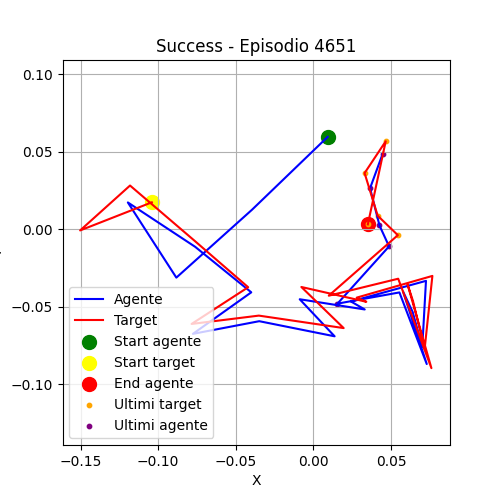 Success - Episodio 4651
0.10
0.05
0.00
−0.05
−0.10
Agente
Target
Start agente
Start target
End agente
Ultimi target
Ultimi agente
−0.15
−0.10
−0.05
0.00
0.05
X